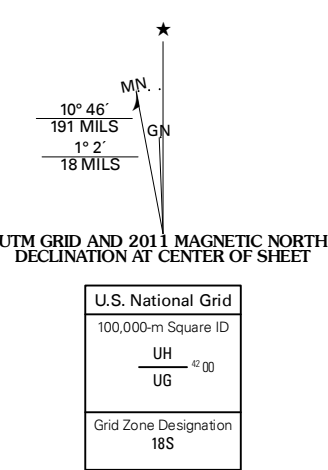 ★
MN
10° 46´
191 MILS
GN
1° 2´
18 MILS
UTM GRID AND 2011 MAGNETIC NORTH
DECLINATION AT CENTER OF SHEET
U.S. National Grid
100,000-m Square ID
UH
42 00
UG
Grid Zone Designation
18S